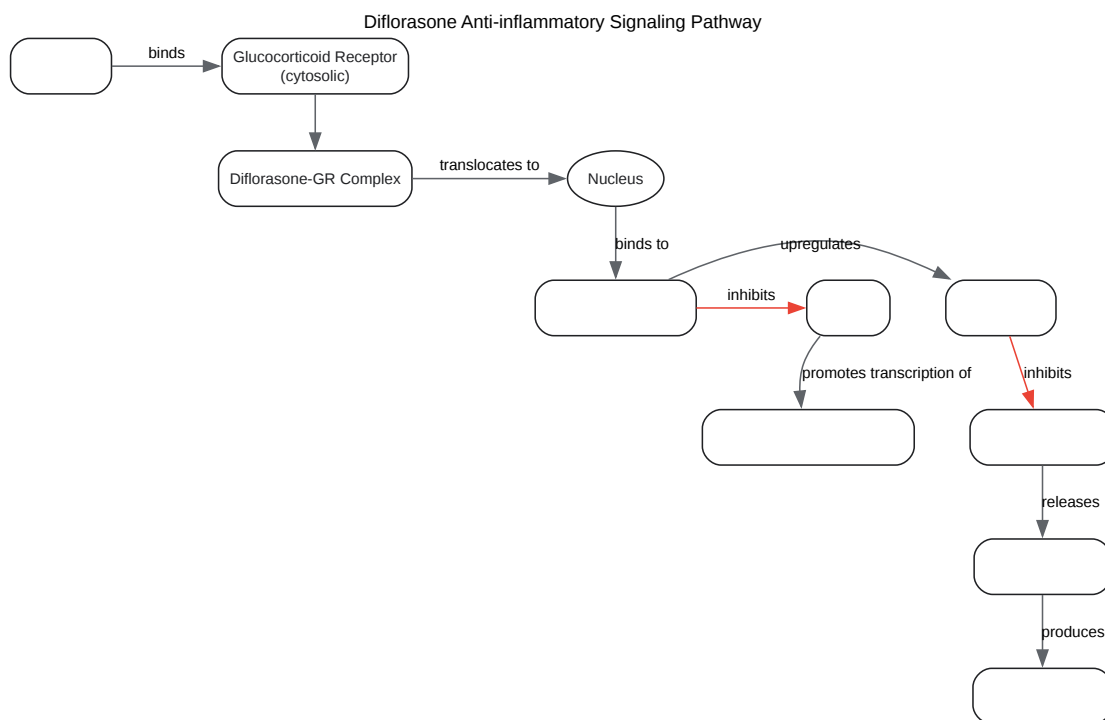 Diflorasone Anti-inflammatory Signaling Pathway
binds
Glucocorticoid Receptor
(cytosolic)
Diflorasone-GR Complex
translocates to
Nucleus
binds to
upregulates
inhibits
promotes transcription of
inhibits
releases
produces